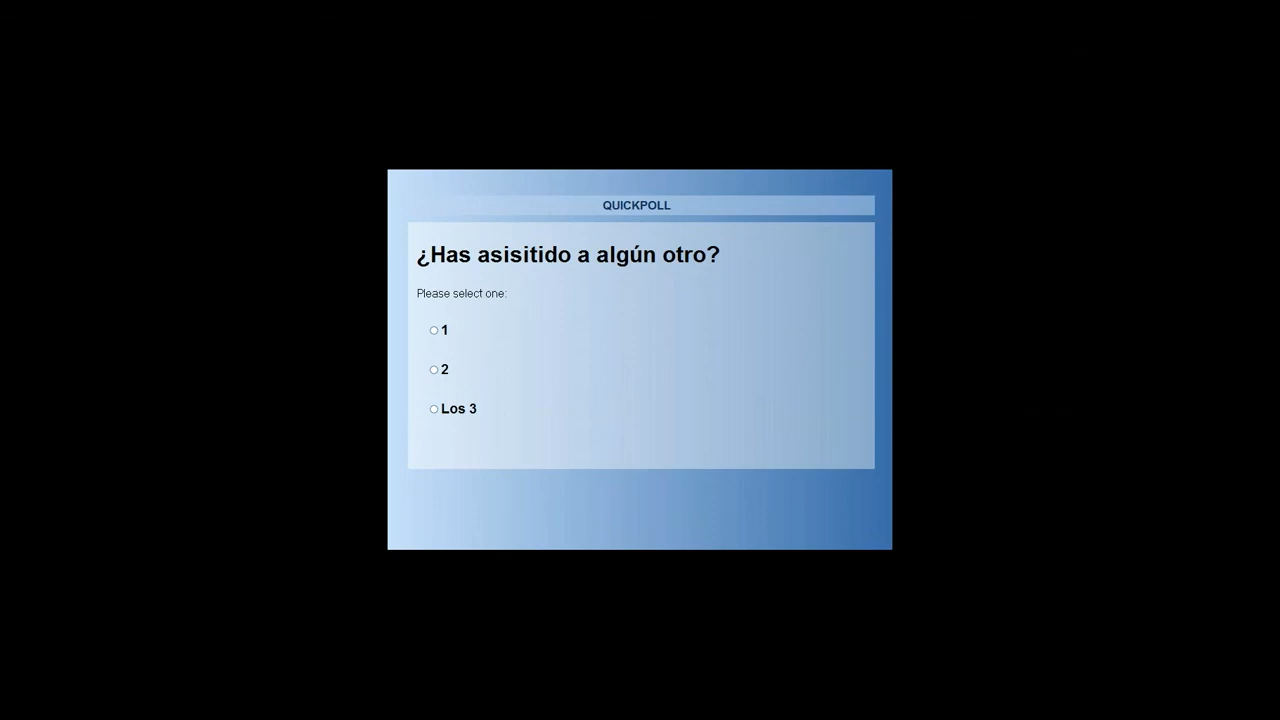 QUICKPOLL
¿Has asisitido a algún otro?
Please select one:
1
2
Los 3